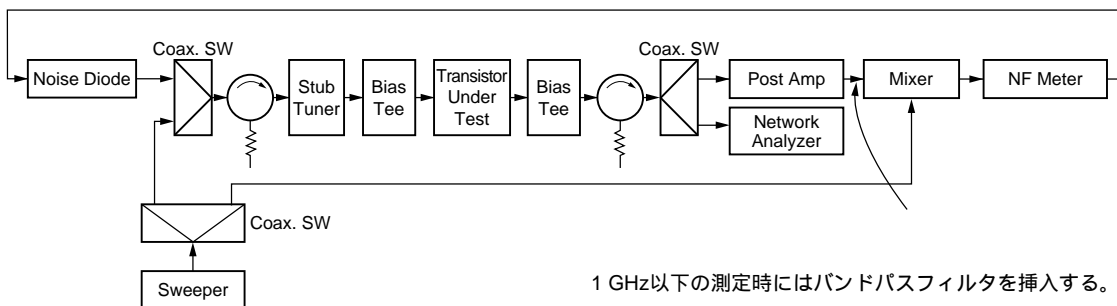 Coax. SW
Coax. SW
Noise Diode
Stub
Tuner
Bias
Tee
Transistor
Under
Test
Bias
Tee
Post Amp
Mixer
NF Meter
Network
Analyzer
Coax. SW
Sweeper
1 GHz以下の測定時にはバンドパスフィルタを挿入する。